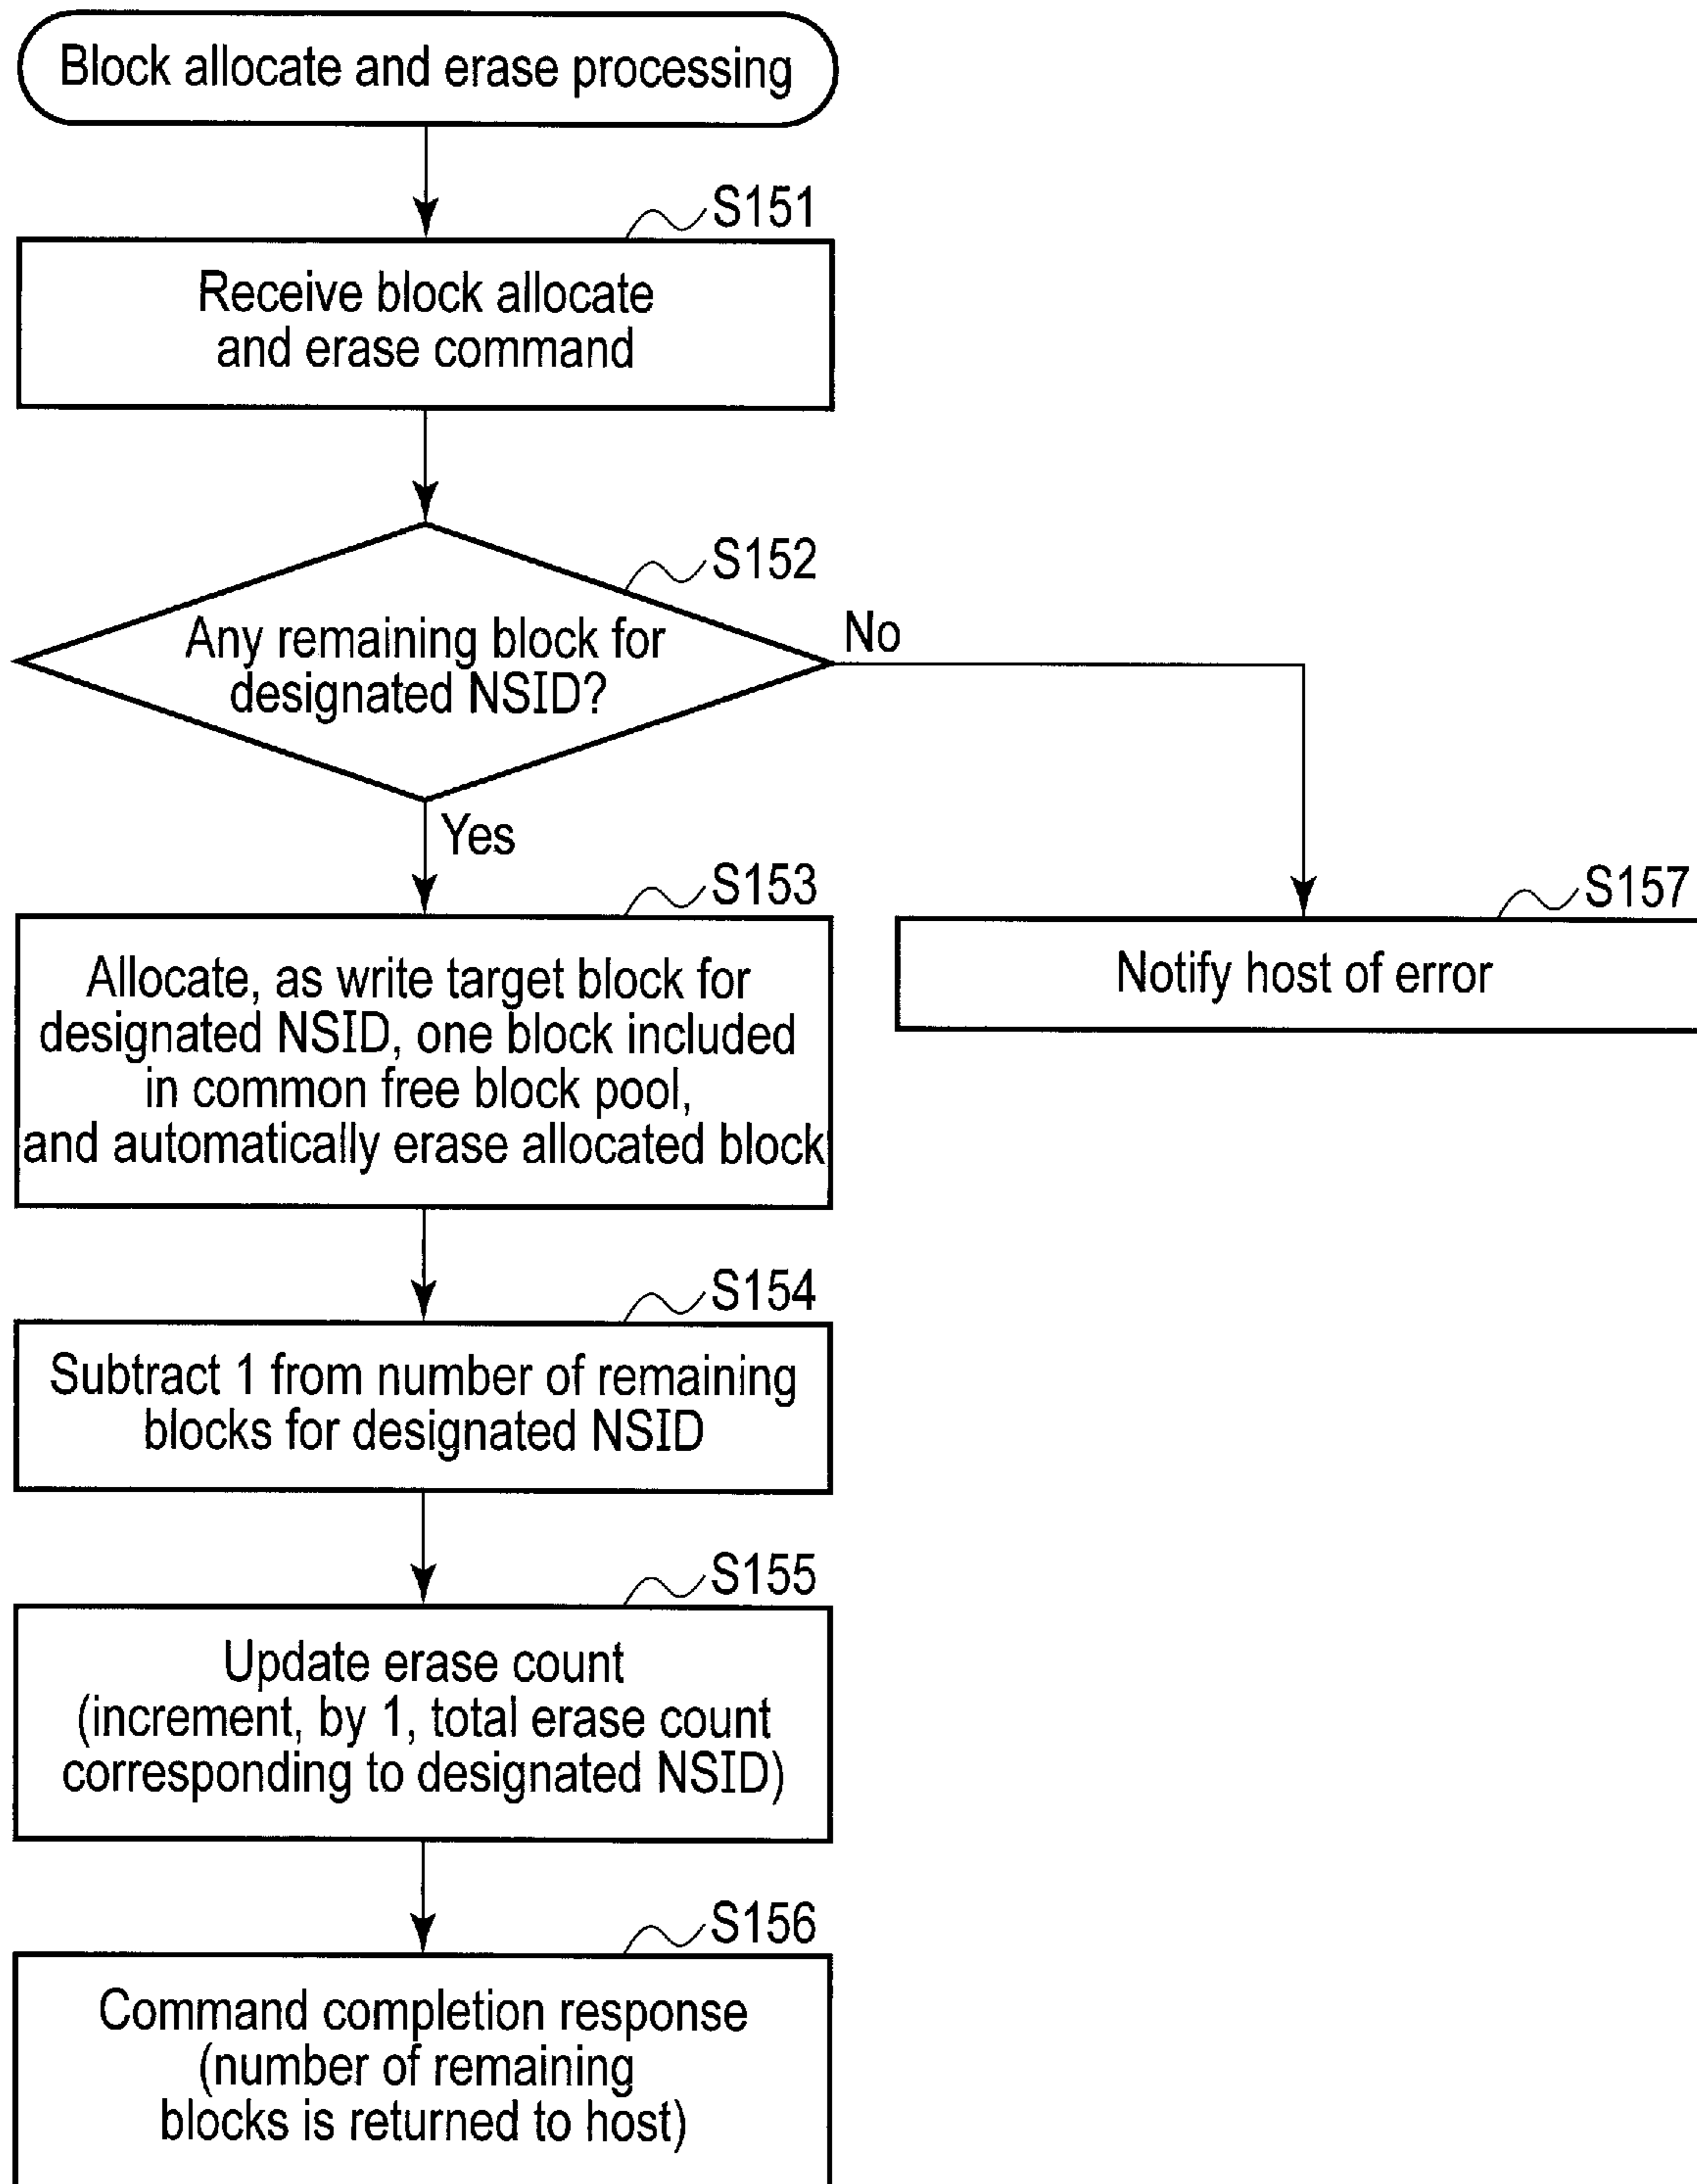 Block allocate and erase processing
S151
Receive block allocate
and erase command
S152
Any remaining block for
designated NSID?
No
Yes
S153
Allocate, as write target block for
designated NSID, one block included
in common free block pool,
and automatically erase allocated block
S157
Notify host of error
S154
Subtract 1 from number of remaining
blocks for designated NSID
S155
Update erase count
(increment, by 1, total erase count
corresponding to designated NSID)
S156
Command completion response
(number of remaining
blocks is returned to host)